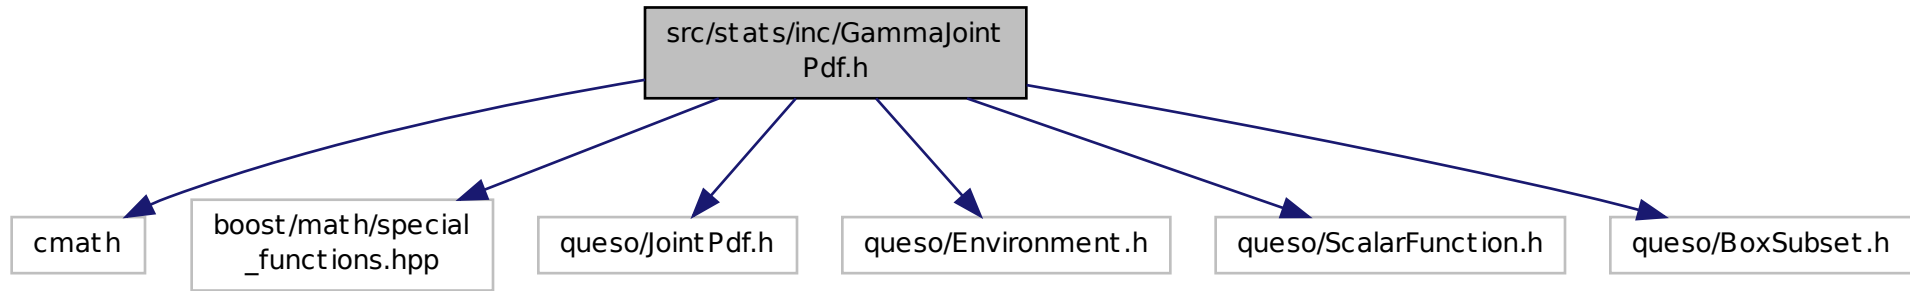 src/stats/inc/GammaJoint
Pdf.h
cmath
boost/math/special
_functions.hpp
queso/JointPdf.h
queso/Environment.h
queso/ScalarFunction.h
queso/BoxSubset.h